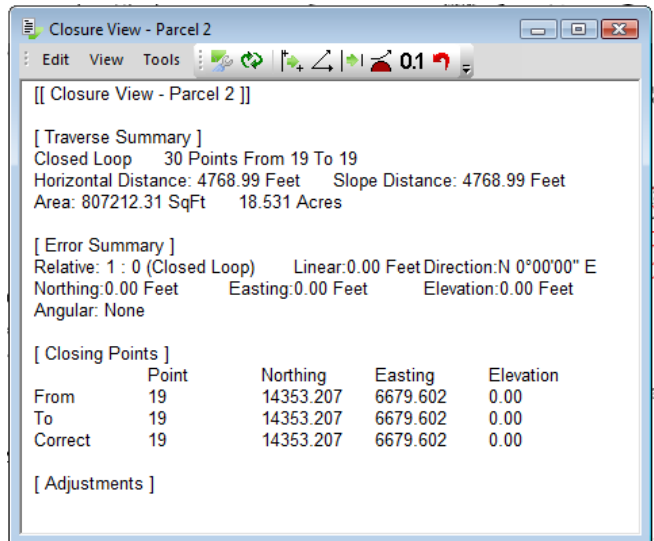 Closure View - Parcel 2
Edit View Tools 0.1
[[ Closure View - Parcel 2 ]]
[ Traverse Summary ]
Closed Loop 30 Points From 19 To 19
Horizontal Distance: 4768.99 Feet Slope Distance: 4768.99 Feet
Area: 807212.31 SqFt 18.531 Acres
[ Error Summary ]
Relative: 1 : 0 (Closed Loop) Linear:0.00 Feet Direction:N 0°00'00" E
Northing:0.00 Feet Easting:0.00 Feet Elevation:0.00 Feet
Angular: None
[ Closing Points ]
Point Northing Easting Elevation
From 19 14353.207 6679.602 0.00
To 19 14353.207 6679.602 0.00
Correct 19 14353.207 6679.602 0.00
[ Adjustments ]